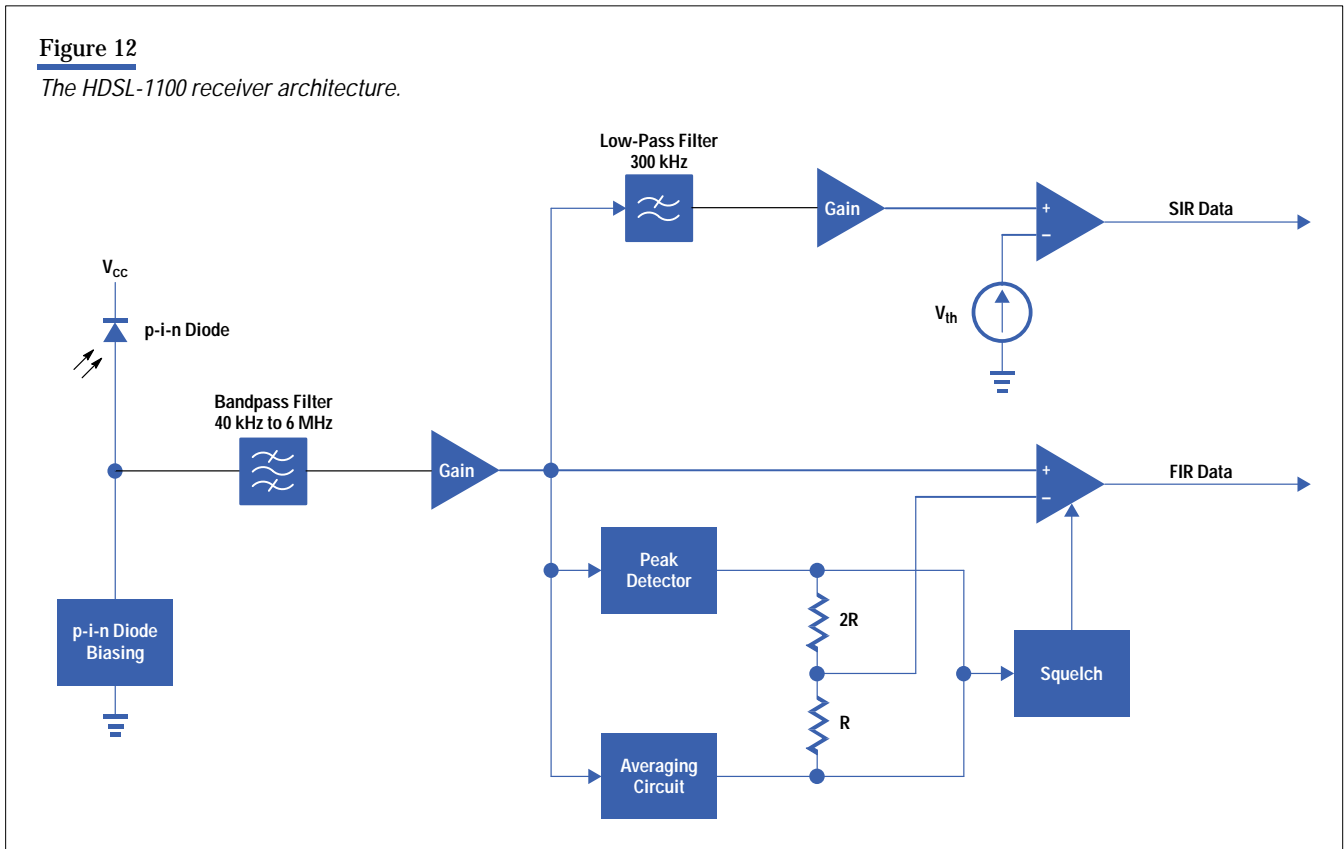 Figure 12
The HDSL-1100 receiver architecture.
Low-Pass Filter
300 kHz
Gain
+
−
SIR Data
Vth
VCC
p-i-n Diode
Bandpass Filter
40 kHz to 6 MHz
Gain
+
−
FIR Data
Peak
Detector
2R
p-i-n Diode
Biasing
Squelch
R
Averaging
Circuit